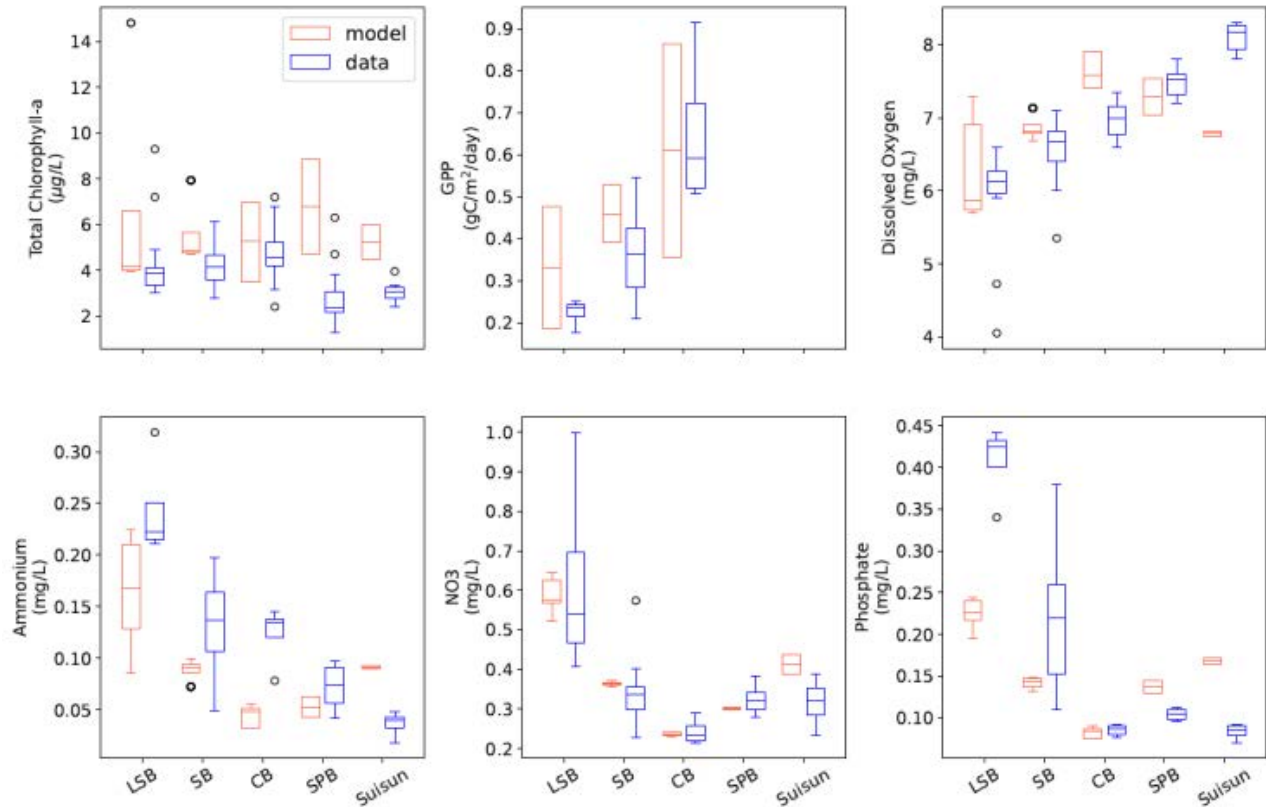 model
data
Total Chlorophyll-a
(µg/L)
14
12
10
8
6
4
2
GPP
(gC/m²/day)
0.9
0.8
0.7
0.6
0.5
0.4
0.3
0.2
Dissolved Oxygen
(mg/L)
8
7
6
5
4
Ammonium
(mg/L)
0.30
0.25
0.20
0.15
0.10
0.05
LSB
SB
CB
SPB
Suisun
NO3
(mg/L)
1.0
0.9
0.8
0.7
0.6
0.5
0.4
0.3
0.2
LSB
SB
CB
SPB
Suisun
Phosphate
(mg/L)
0.45
0.40
0.35
0.30
0.25
0.20
0.15
0.10
LSB
SB
CB
SPB
Suisun